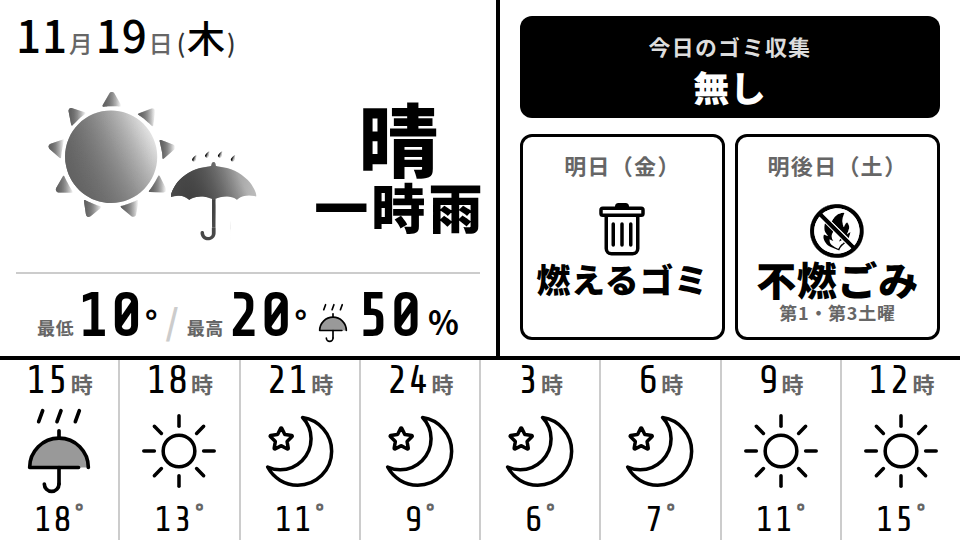 11月19日(木)
晴
一時雨
最低 10° / 最高 20° 50 %
今日のゴミ収集
無し
明日（金）
燃えるゴミ
明後日（土）
不燃ごみ
第1・第3土曜
15時 18時 21時 24時 3時 6時 9時 12時
18° 13° 11° 9° 6° 7° 11° 15°